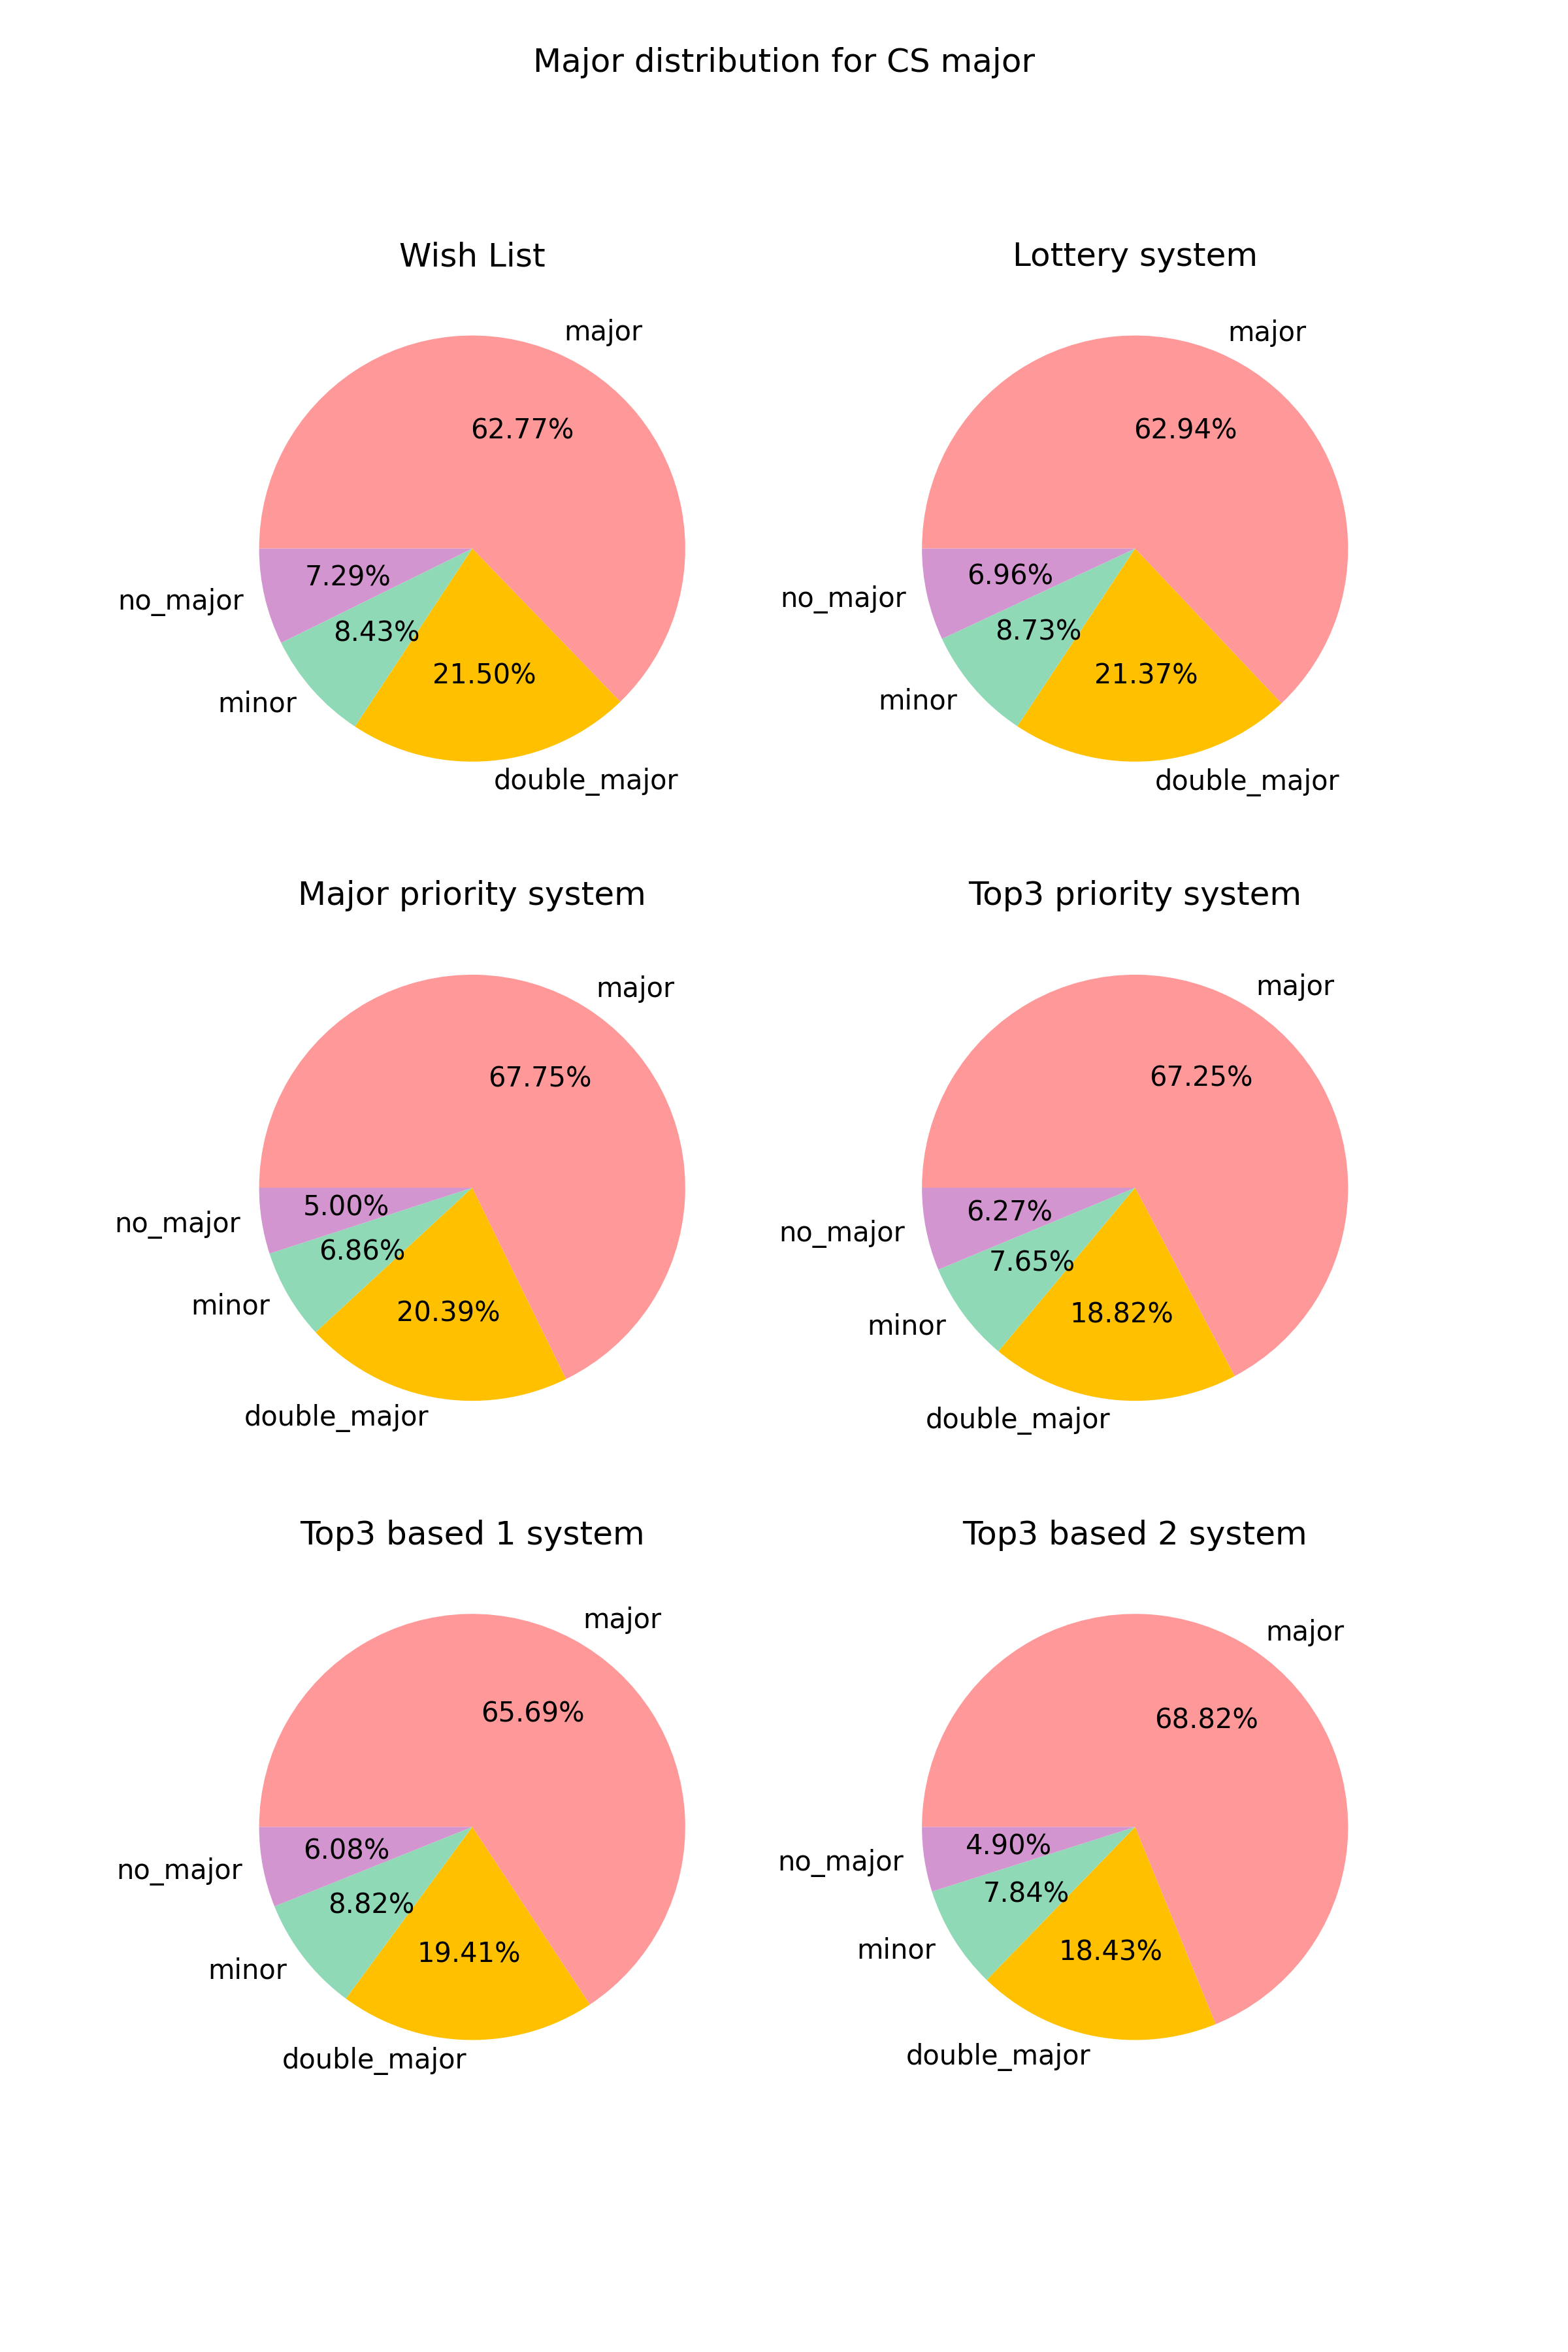 Major distribution for CS major
Wish List
major
62.77%
no_major
7.29%
minor
8.43%
double_major
21.50%
Lottery system
major
62.94%
no_major
6.96%
minor
8.73%
double_major
21.37%
Major priority system
major
67.75%
no_major
5.00%
minor
6.86%
double_major
20.39%
Top3 priority system
major
67.25%
no_major
6.27%
minor
7.65%
double_major
18.82%
Top3 based 1 system
major
65.69%
no_major
6.08%
minor
8.82%
double_major
19.41%
Top3 based 2 system
major
68.82%
no_major
4.90%
minor
7.84%
double_major
18.43%